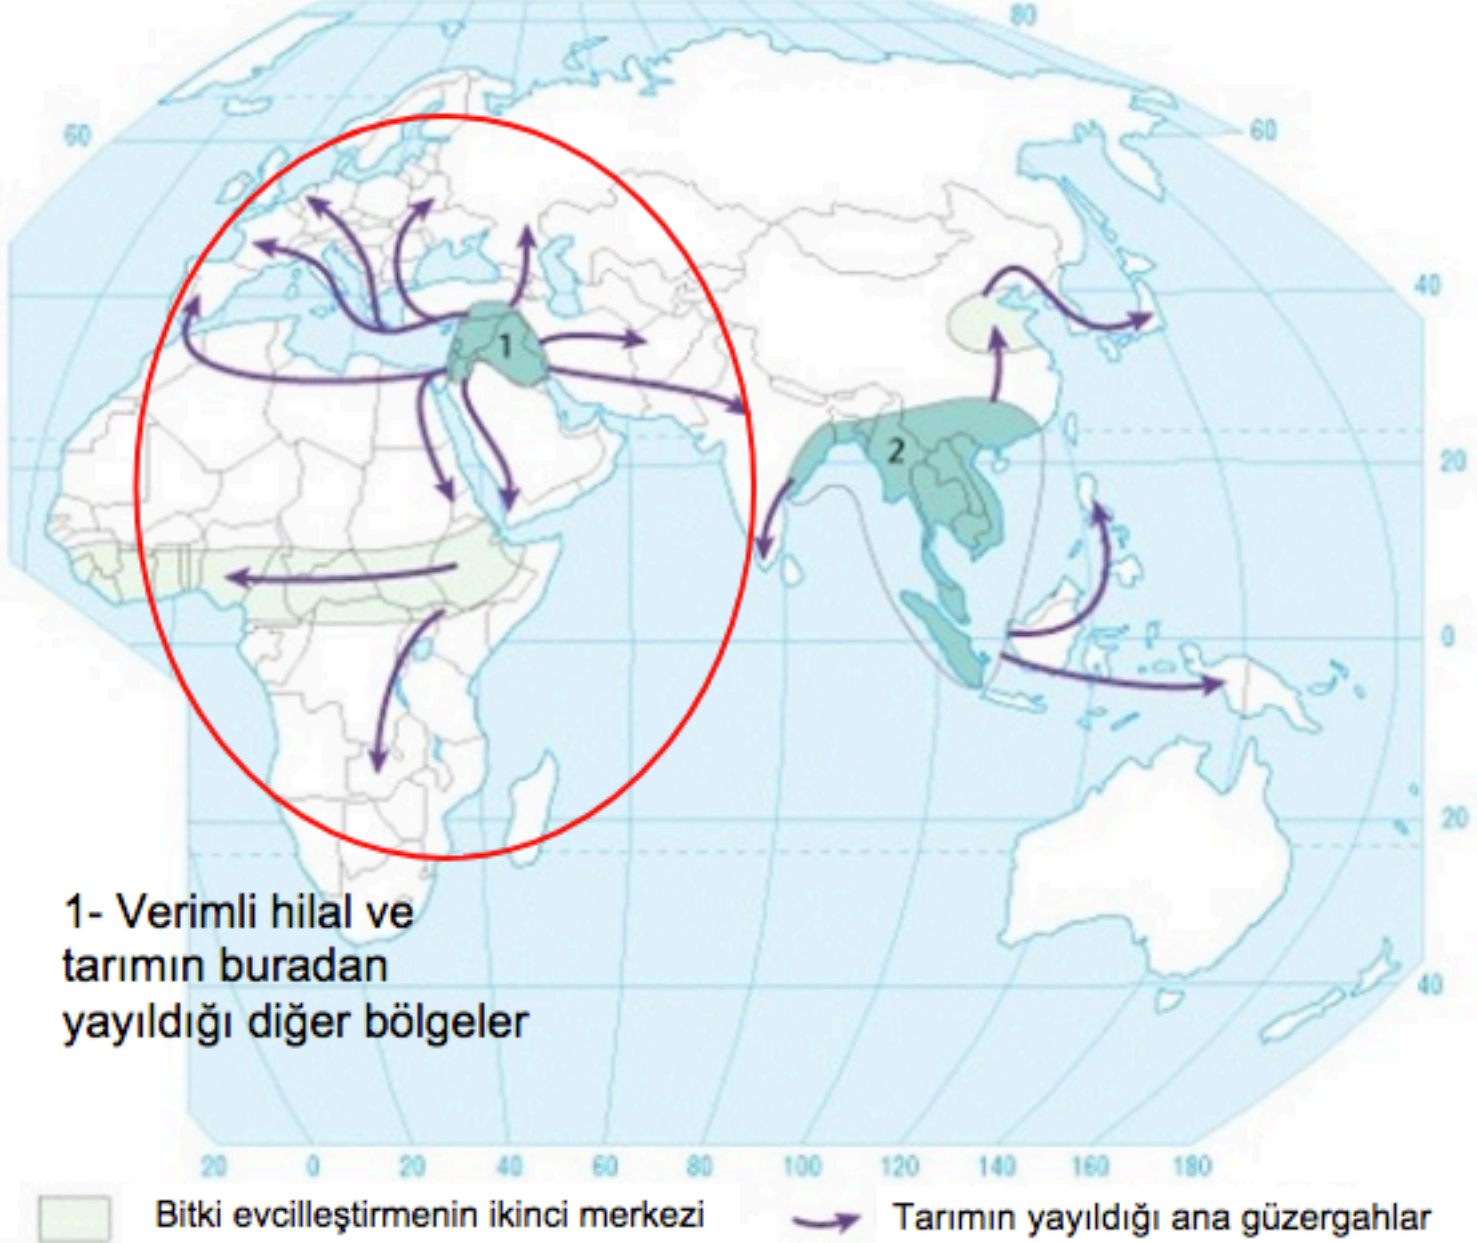 80
60
60
40
1
2
20
0
20
1- Verimli hilal ve
tarımın buradan
yayıldığı diğer bölgeler
40
20 0 20 40 60 80 100 120 140 160 180
Bitki evcilleştirmenin ikinci merkezi
Tarımın yayıldığı ana güzergahlar